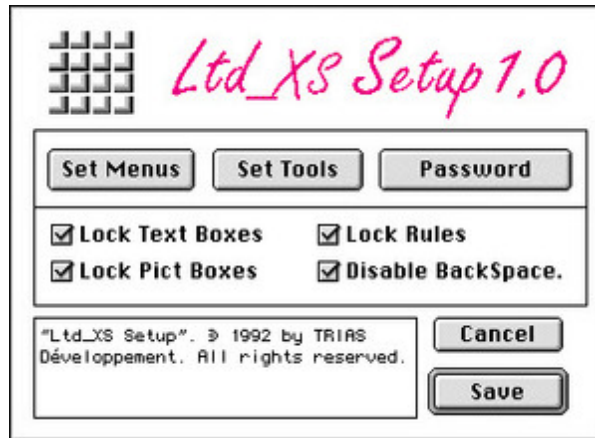 Ltd_XS Setup 1,0
Set Menus Set Tools Password
Lock Text Boxes Lock Rules
Lock Pict Boxes Disable BackSpace.
"Ltd_XS Setup". Э 1992 by TRIAS
Développement. All rights reserved.
Cancel
Save